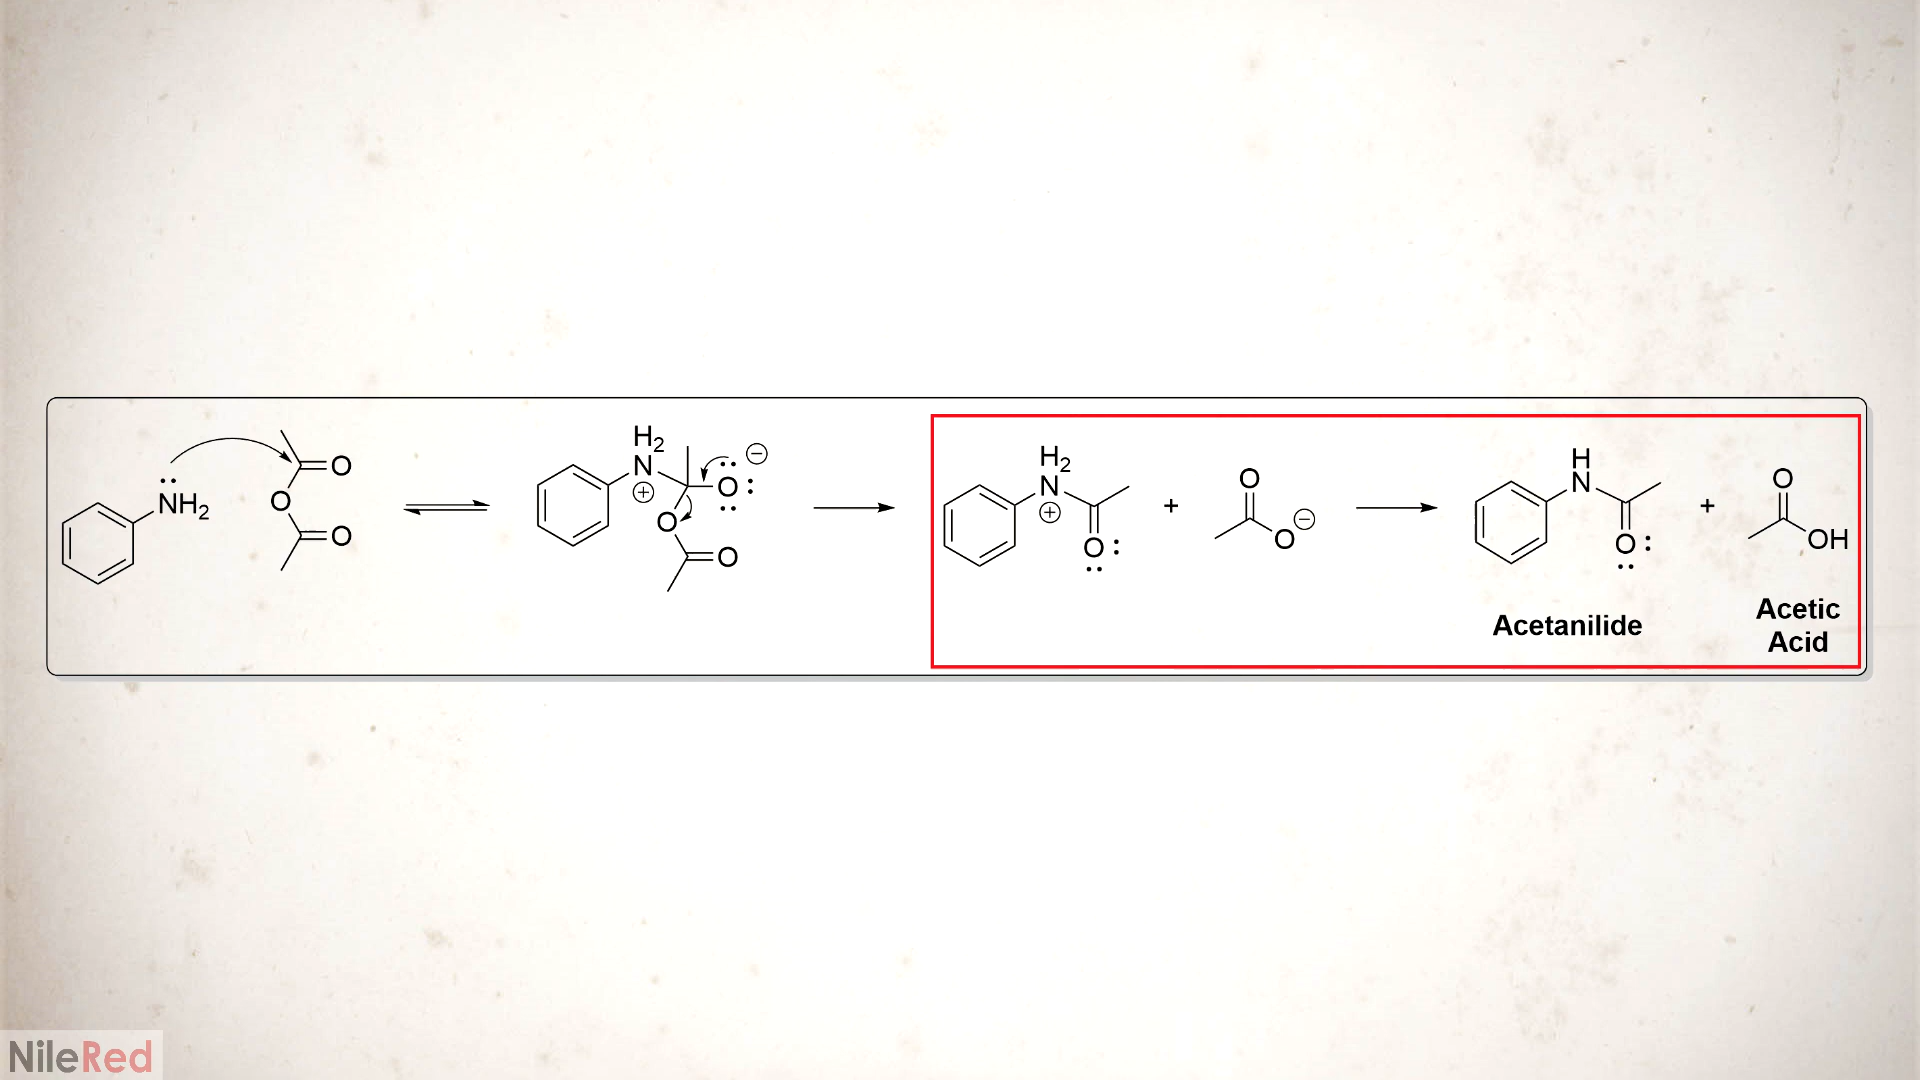 NH2
O
O
O
H2
N
+
O
−
O
O
H2
N
+
O
+
O
O
−
H
N
O
+
O
OH
Acetanilide
Acetic
Acid
NileRed